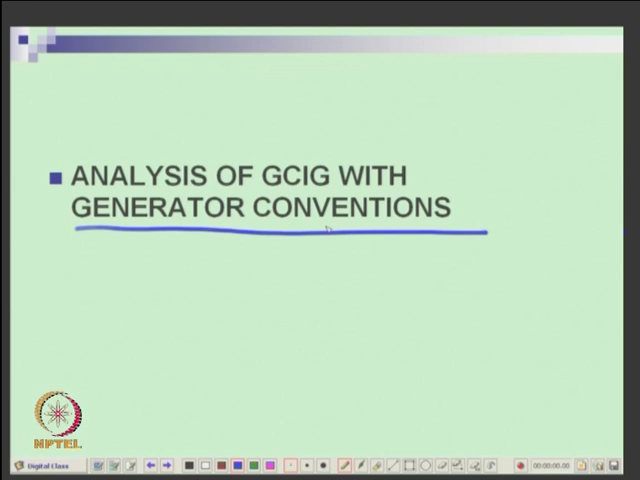 ANALYSIS OF GCIG WITH
GENERATOR CONVENTIONS
NPTEL
Digital Class
00:00:00.00